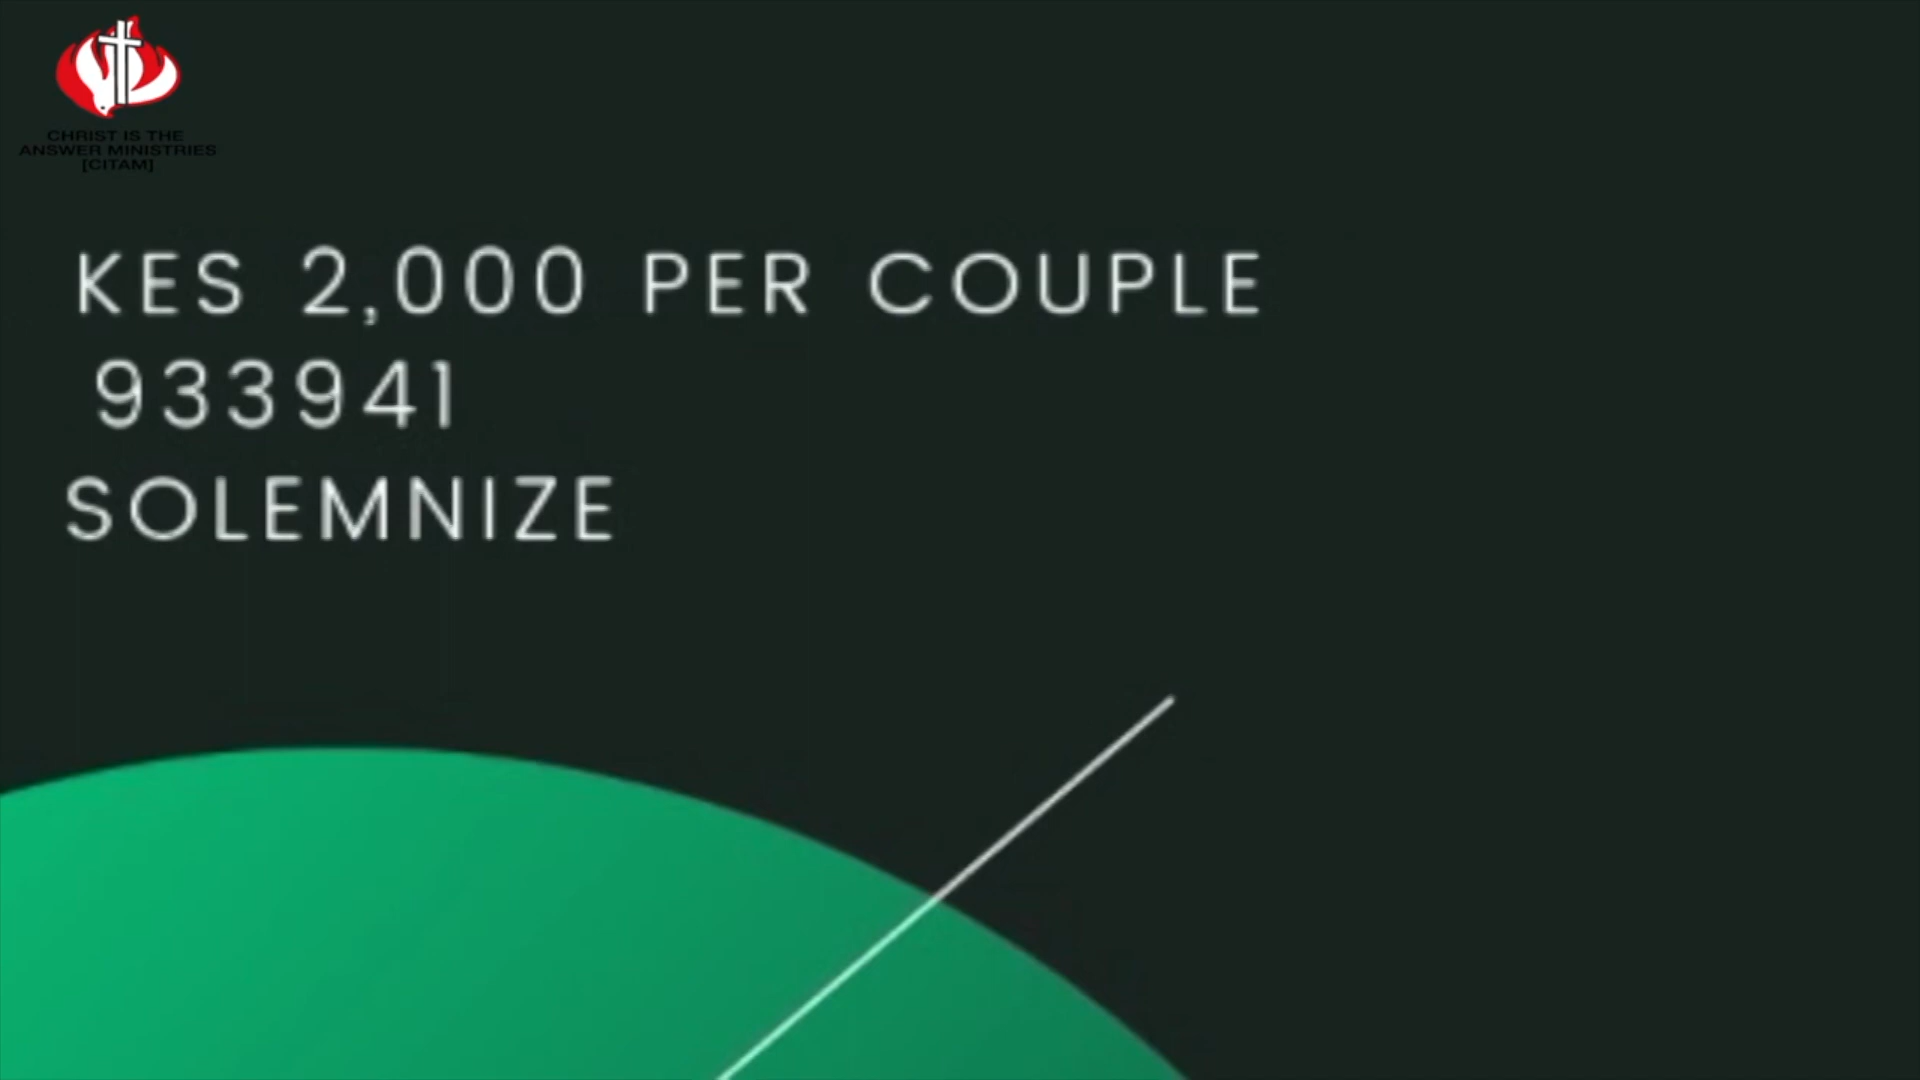 CHRIST IS THE
ANSWER MINISTRIES
[CITAM]
KES 2,000 PER COUPLE
933941
SOLEMNIZE